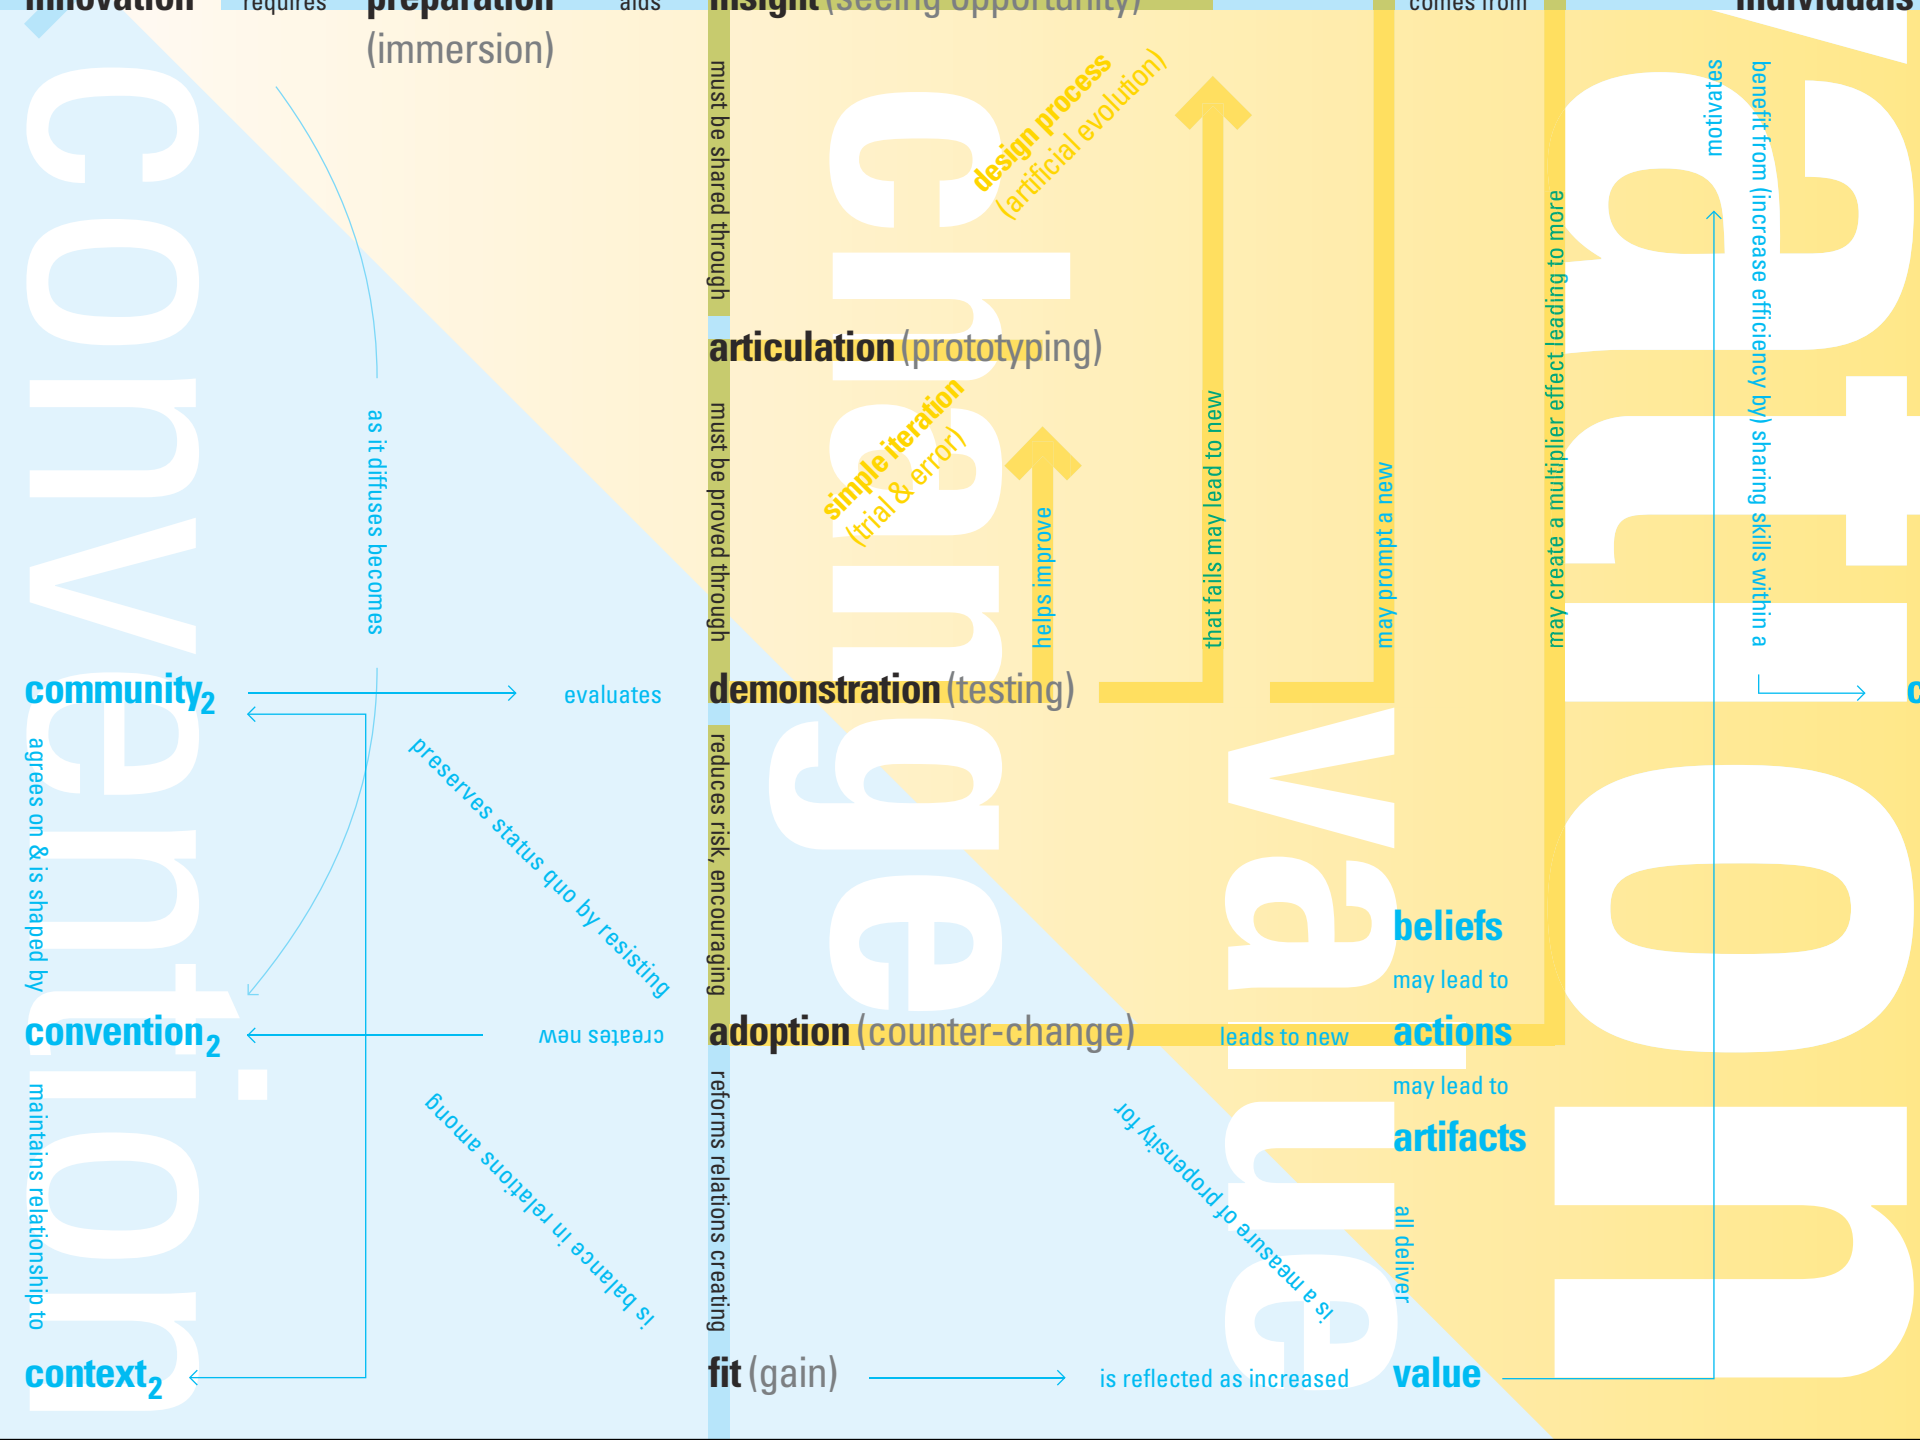 innovation requires preparation aids insight (seeing opportunity) comes from individuals
(immersion)
convention
change
value
ation
must be shared through
design process
(artificial evolution)
motivates
benefit from (increase efficiency by) sharing skills within a
may create a multiplier effect leading to more
that fails may lead to new
may prompt a new
helps improve
as it diffuses becomes
articulation (prototyping)
simple iteration
(trial & error)
must be proved through
community2
evaluates
demonstration (testing)
c
agrees on & is shaped by
preserves status quo by resisting
reduces risk, encouraging
beliefs
may lead to
convention2
creates new
adoption (counter-change)
leads to new
actions
may lead to
artifacts
maintains relationship to
is balance in relations among
reforms relations creating
is a measure of propensity for
all deliver
context2
fit (gain)
is reflected as increased
value